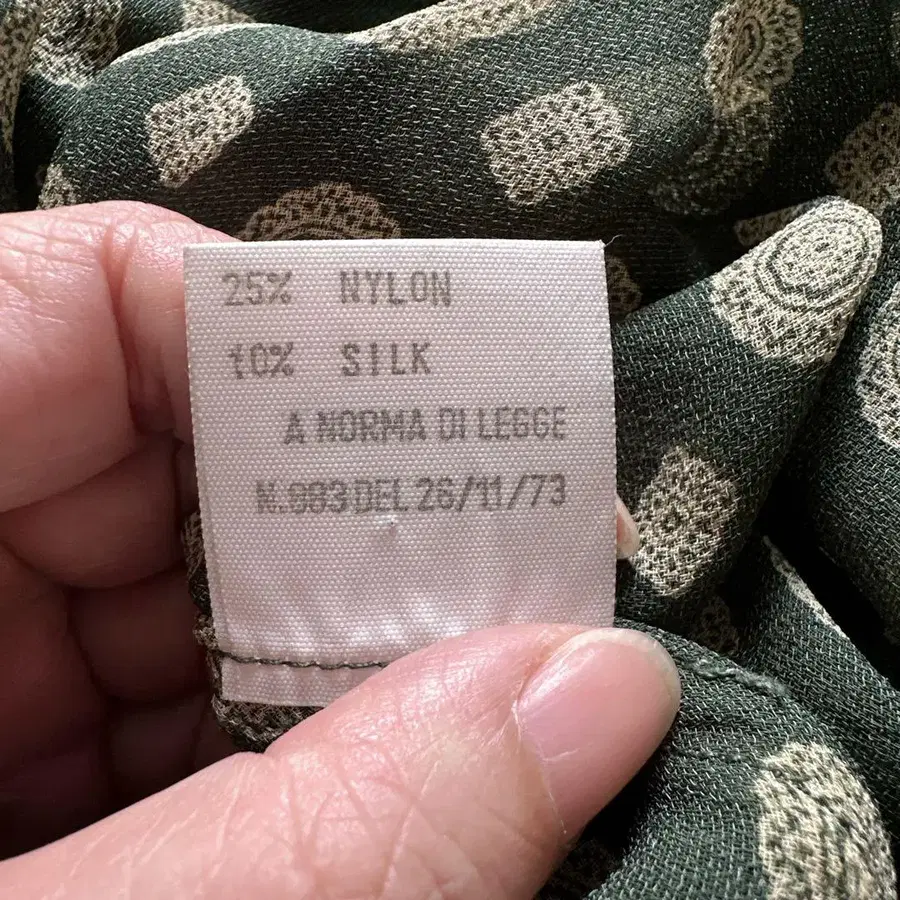 25% NYLON
10% SILK
A NORMA DI LEGGE
N.883 DEL 26/11/73